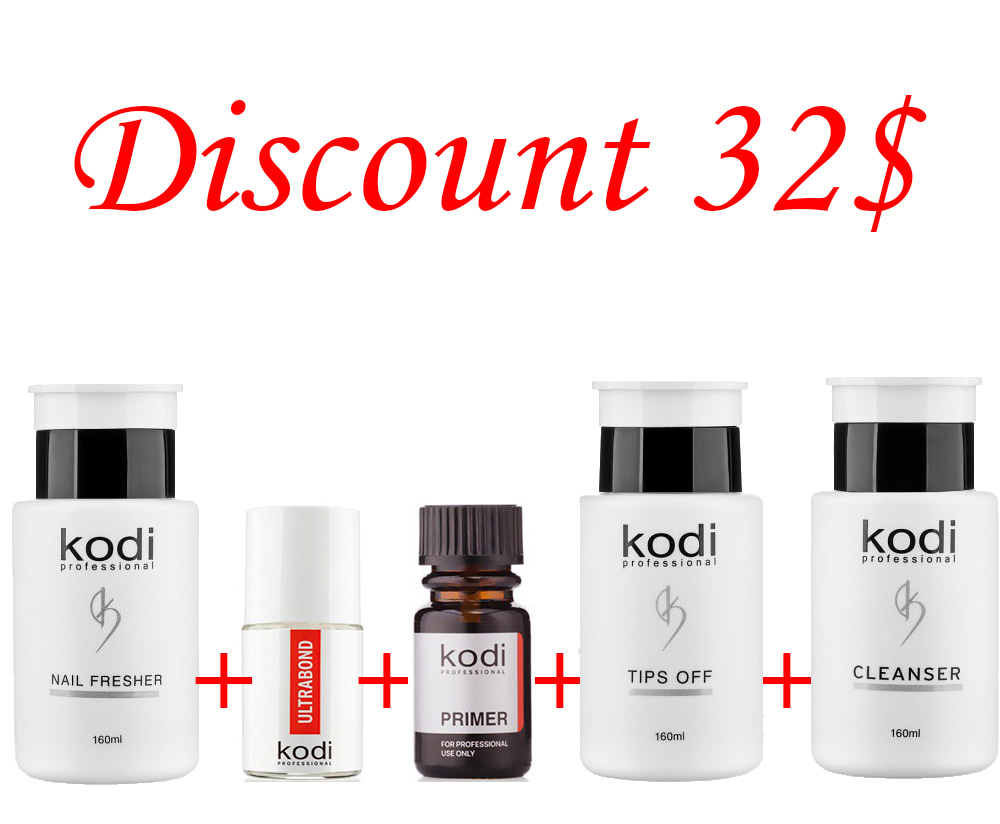 Discount 32$
kodi
professional
NAIL FRESHER
160ml
+
ULTRABOND
kodi
PROFESSIONAL
+
kodi
PROFESSIONAL
PRIMER
FOR PROFESSIONAL
USE ONLY
+
kodi
professional
TIPS OFF
160ml
+
kodi
professional
CLEANSER
160ml